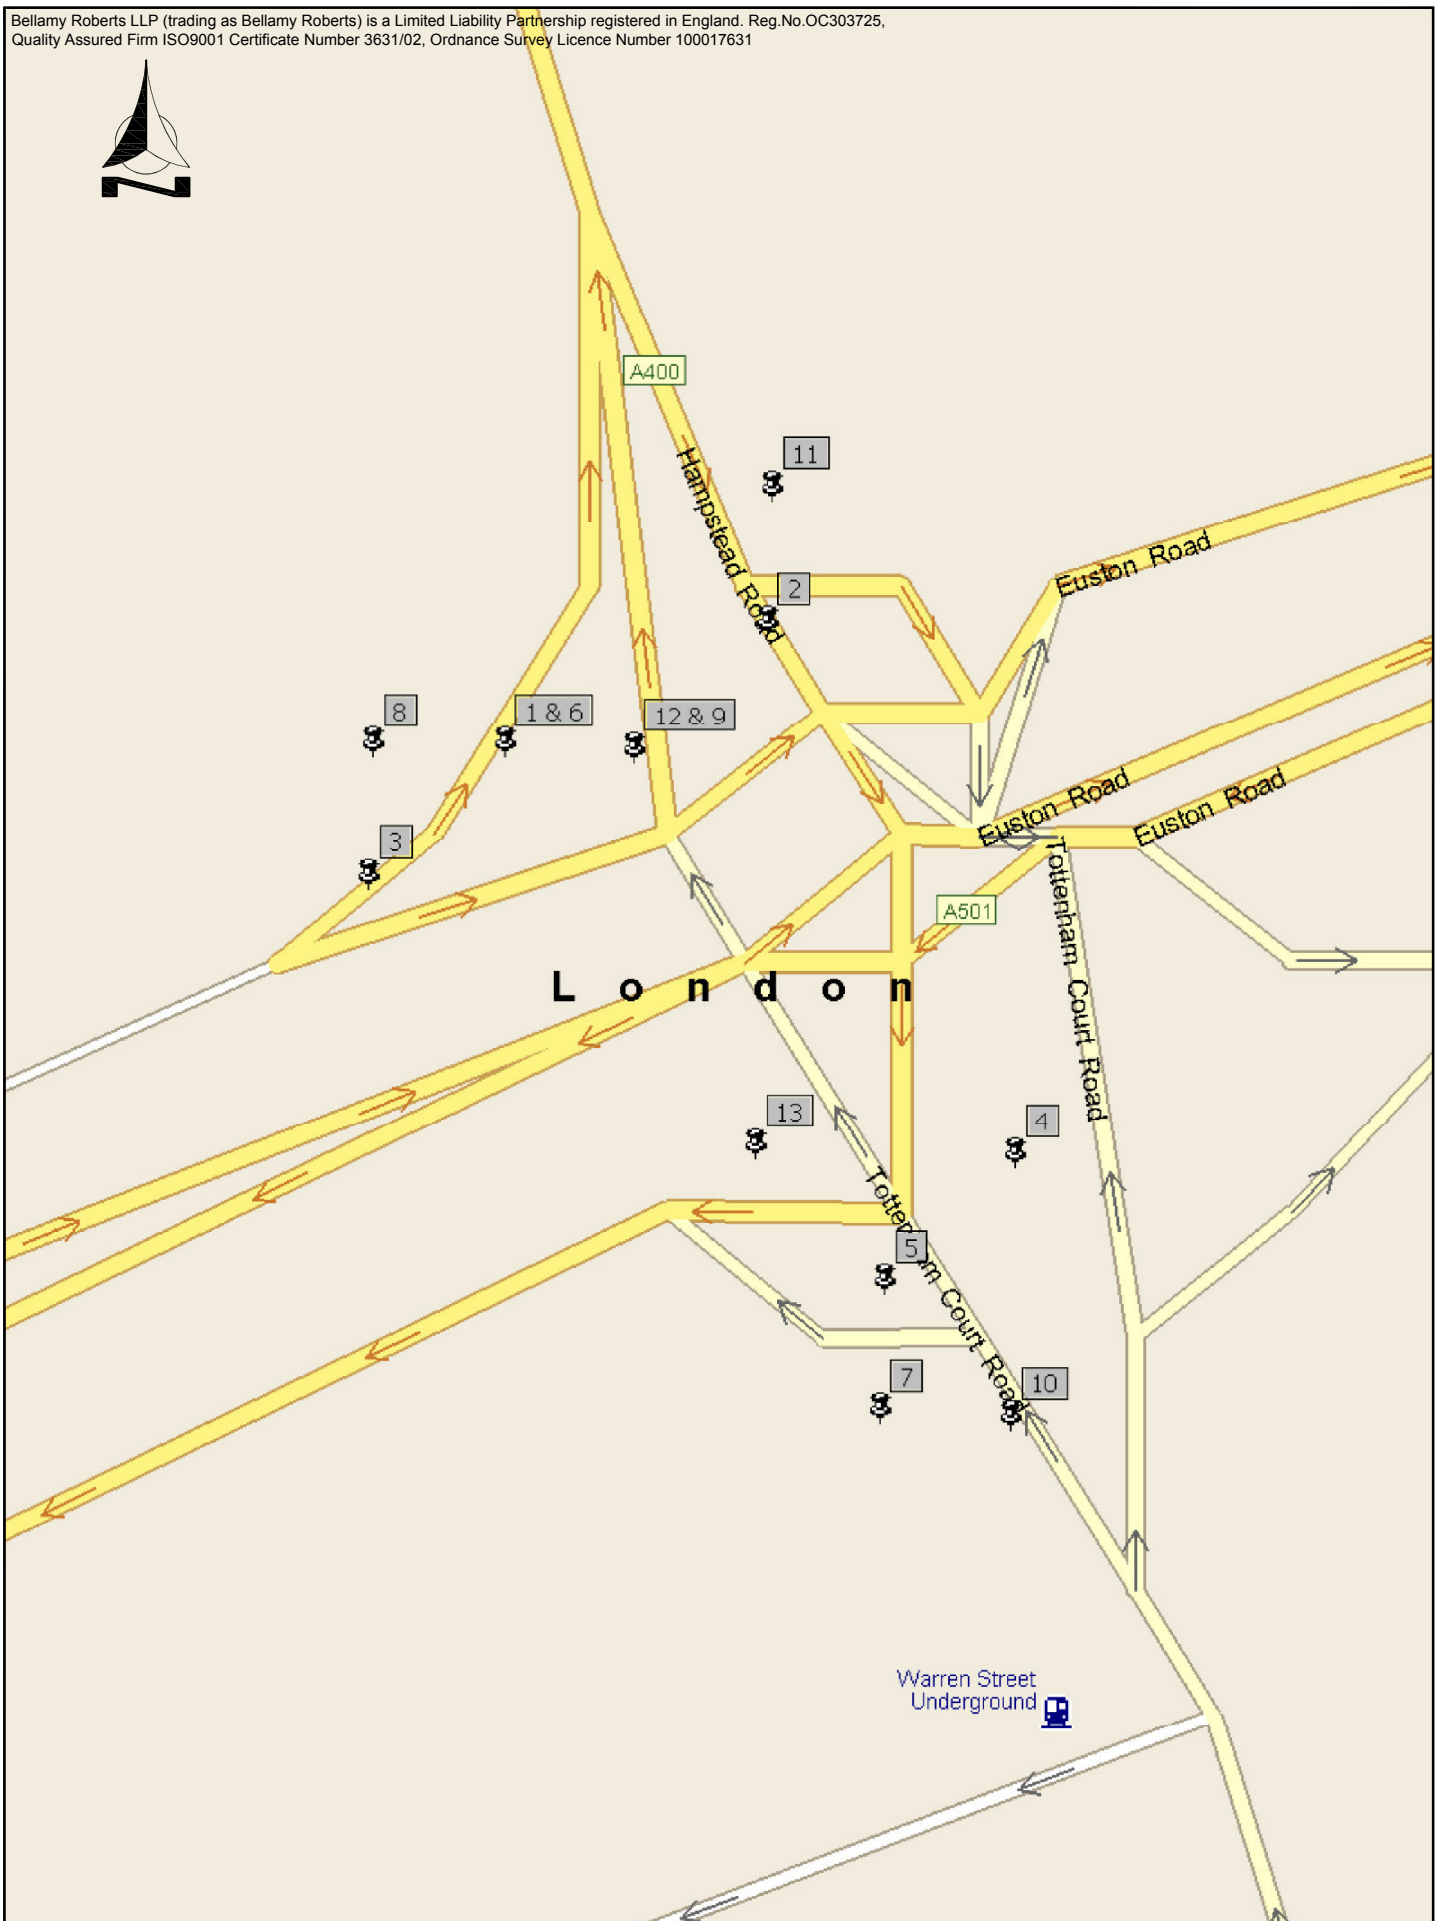 Bellamy Roberts LLP (trading as Bellamy Roberts) is a Limited Liability Partnership registered in England. Reg.No.OC303725,
Quality Assured Firm ISO9001 Certificate Number 3631/02, Ordnance Survey Licence Number 100017631
N
A400
11
Hampstead Road
2
Euston Road
8
1 & 6
12 & 9
3
Euston Road
Euston Road
A501
Tottenham Court Road
London
13
4
Tottenham Court Road
5
7
10
Warren Street
Underground